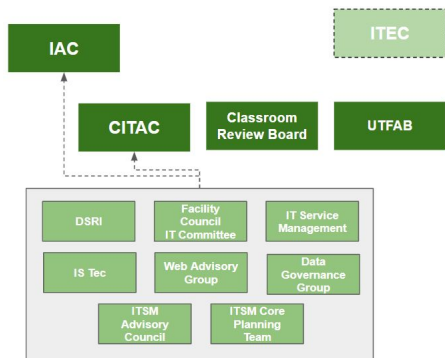 ITEC
IAC
CITAC
Classroom
Review Board
UTFAB
DSRI
Facility
Council
IT Committee
IT Service
Management
IS Tec
Web Advisory
Group
Data
Governance
Group
ITSM
Advisory
Council
ITSM Core
Planning
Team